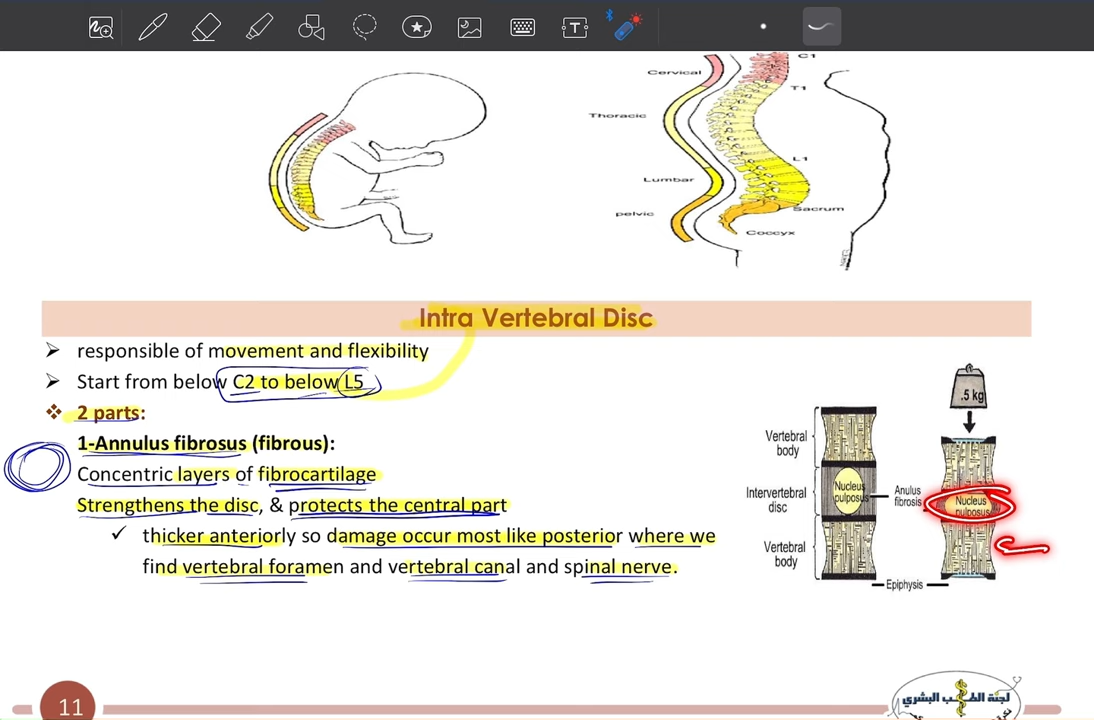 Cervical
C1
T1
Thoracic
L1
Lumbar
pelvic
Sacrum
Coccyx
Intra Vertebral Disc
➢ responsible of movement and flexibility
➢ Start from below C2 to below L5
❖ 2 parts:
1-Annulus fibrosus (fibrous):
Concentric layers of fibrocartilage
Strengthens the disc, & protects the central part
✓ thicker anteriorly so damage occur most like posterior where we
find vertebral foramen and vertebral canal and spinal nerve.
.5 kg
Vertebral
body
Nucleus
pulposus
Intervertebral
disc
Anulus
fibrosis
Nucleus
pulposus
Vertebral
body
Epiphysis
11
لجنة الطب البشري